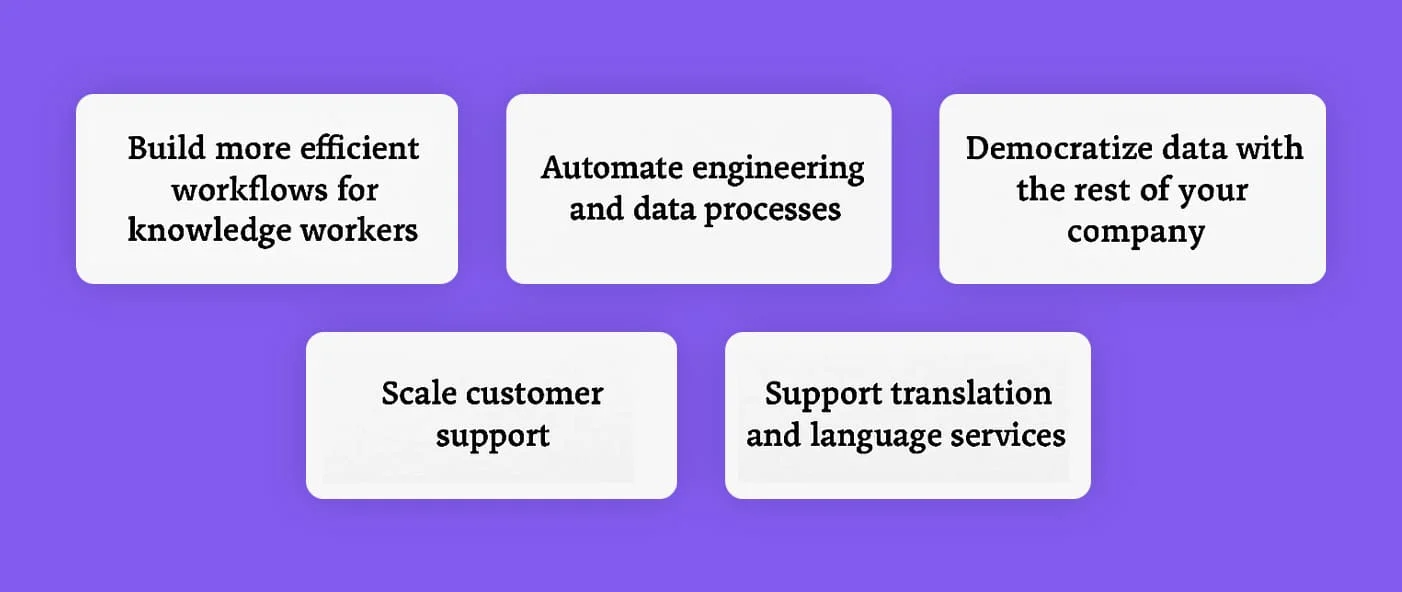 Build more efficient
workflows for
knowledge workers
Automate engineering
and data processes
Democratize data with
the rest of your
company
Scale customer
support
Support translation
and language services